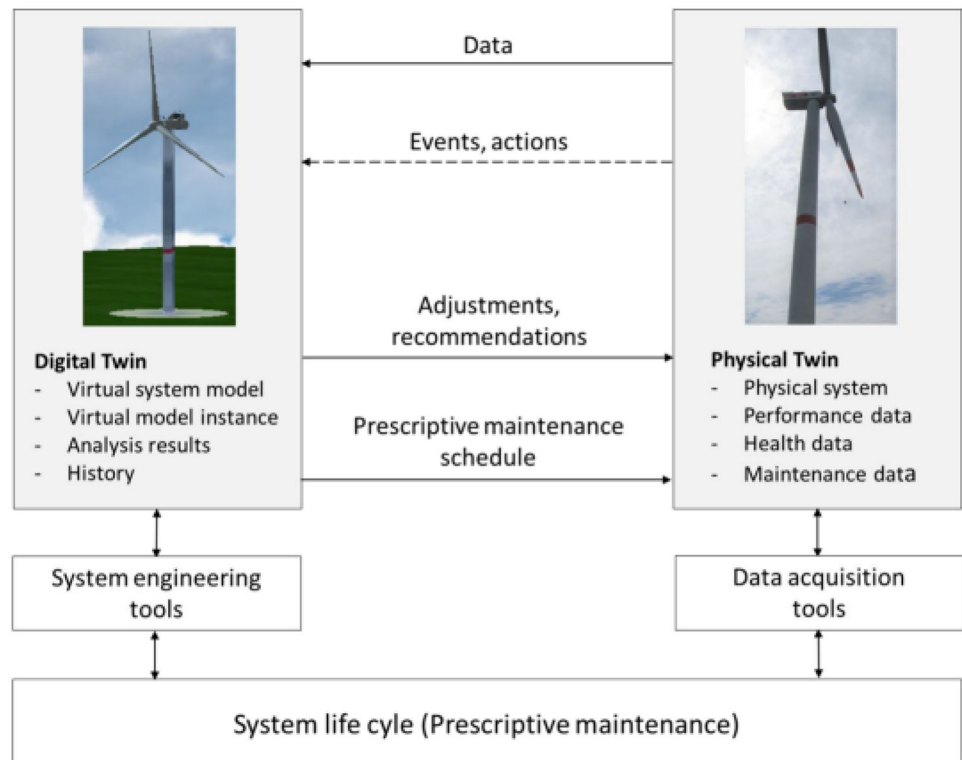 Data
Events, actions
Adjustments,
recommendations
Prescriptive maintenance
schedule
Digital Twin
- Virtual system model
- Virtual model instance
- Analysis results
- History
Physical Twin
- Physical system
- Performance data
- Health data
- Maintenance data
System engineering
tools
Data acquisition
tools
System life cyle (Prescriptive maintenance)